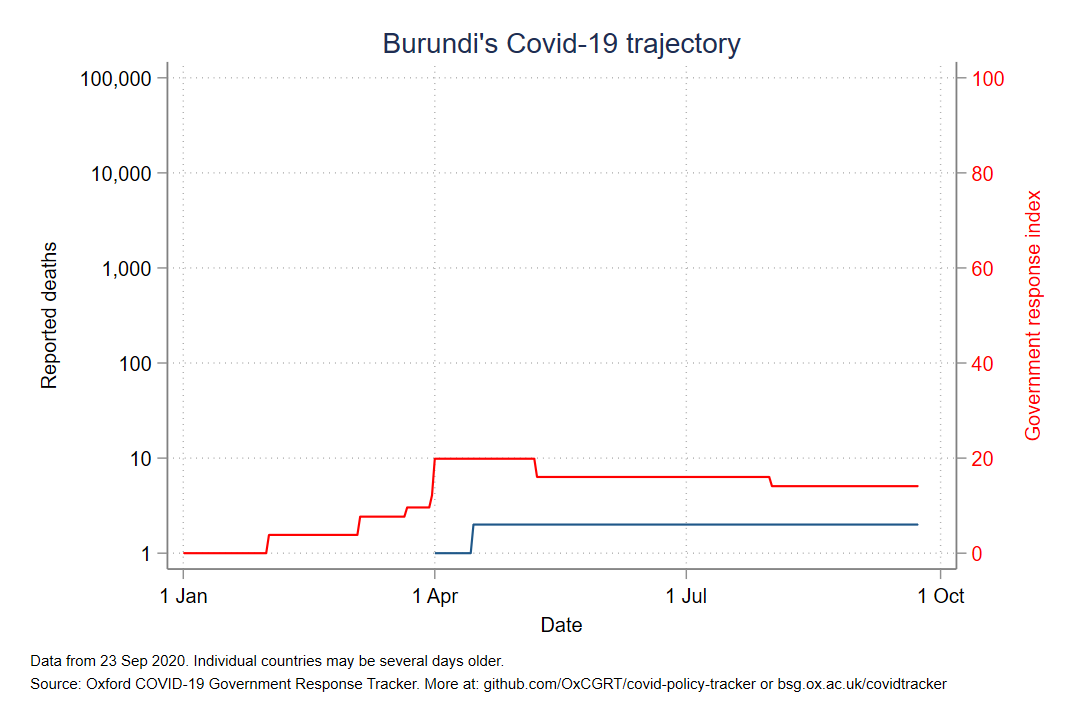 Burundi's Covid-19 trajectory
100,000
10,000
1,000
100
10
1
Reported deaths
100
80
60
40
20
0
Government response index
1 Jan
1 Apr
1 Jul
1 Oct
Date
Data from 23 Sep 2020. Individual countries may be several days older.
Source: Oxford COVID-19 Government Response Tracker. More at: github.com/OxCGRT/covid-policy-tracker or bsg.ox.ac.uk/covidtracker